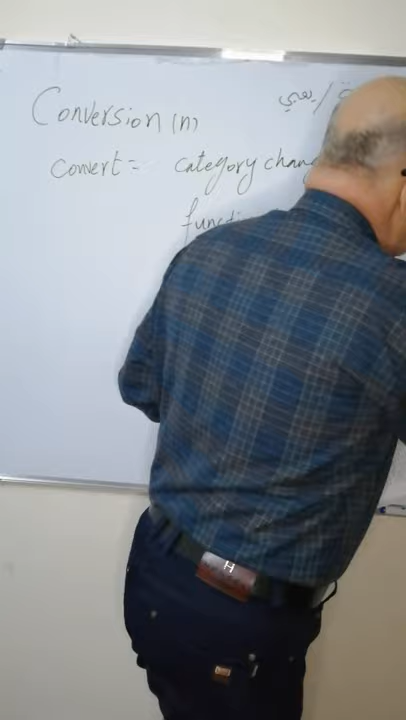 Conversion (n)
convert = category chang
functi